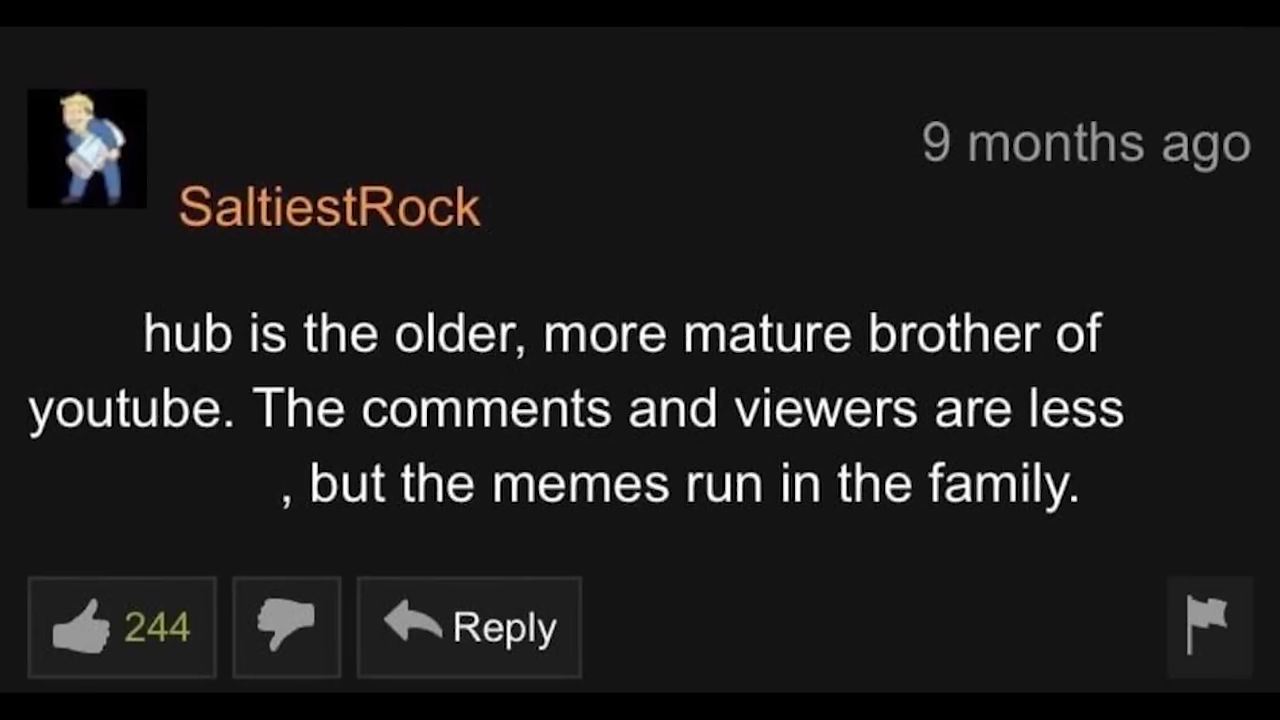 9 months ago
SaltiestRock
hub is the older, more mature brother of
youtube. The comments and viewers are less
, but the memes run in the family.
244
Reply